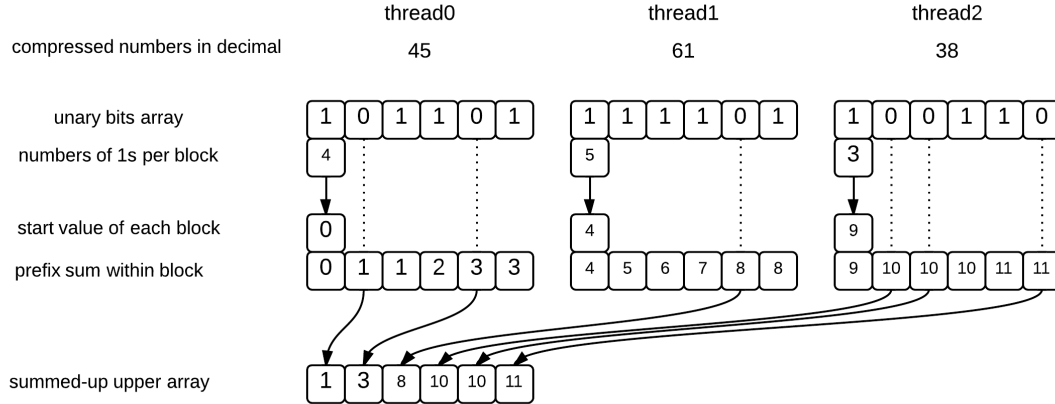 thread0 thread1 thread2
compressed numbers in decimal 45 61 38
unary bits array 1 0 1 1 0 1 1 1 1 1 0 1 1 0 0 1 1 0
numbers of 1s per block 4 5 3
start value of each block 0 4 9
prefix sum within block 0 1 1 2 3 3 4 5 6 7 8 8 9 10 10 10 11 11
summed-up upper array 1 3 8 10 10 11